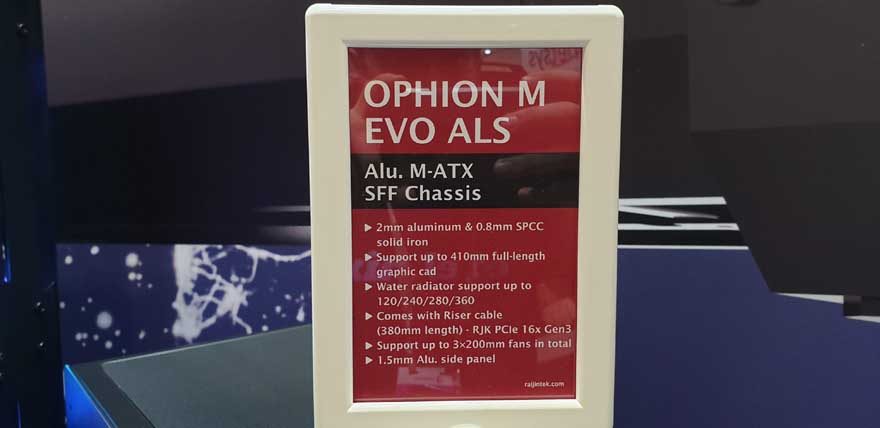 OPHION M
EVO ALS
Alu. M-ATX
SFF Chassis
▶ 2mm aluminum & 0.8mm SPCC
solid iron
▶ Support up to 410mm full-length
graphic cad
▶ Water radiator support up to
120/240/280/360
▶ Comes with Riser cable
(380mm length) - RJK PCIe 16x Gen3
▶ Support up to 3×200mm fans in total
▶ 1.5mm Alu. side panel
raijintek.com